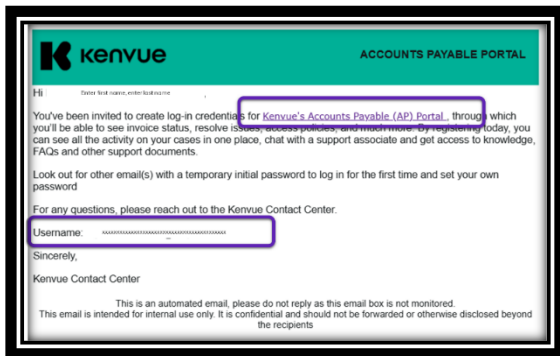 kenvue
ACCOUNTS PAYABLE PORTAL
Hi Enter first name, enter last name ,
You've been invited to create log-in credentials for Kenvue's Accounts Payable (AP) Portal , through which
you'll be able to see invoice status, resolve issues, access policies, and much more. By registering today, you
can see all the activity on your cases in one place, chat with a support associate and get access to knowledge,
FAQs and other support documents.
Look out for other email(s) with a temporary initial password to log in for the first time and set your own
password
For any questions, please reach out to the Kenvue Contact Center.
Username:
Sincerely,
Kenvue Contact Center
This is an automated email, please do not reply as this email box is not monitored.
This email is intended for internal use only. It is confidential and should not be forwarded or otherwise disclosed beyond
the recipients